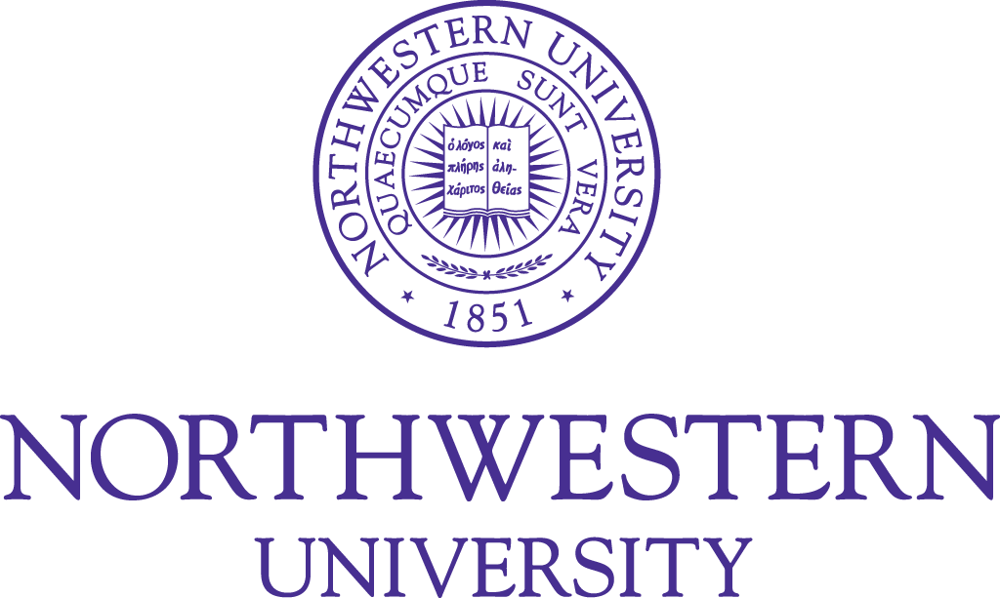 NORTHWESTERN UNIVERSITY
QUAECUMQUE SUNT VERA
ὁ λόγος
πλήρης
χάριτος
καὶ
ἀλη-
θείας
1851
NORTHWESTERN
UNIVERSITY